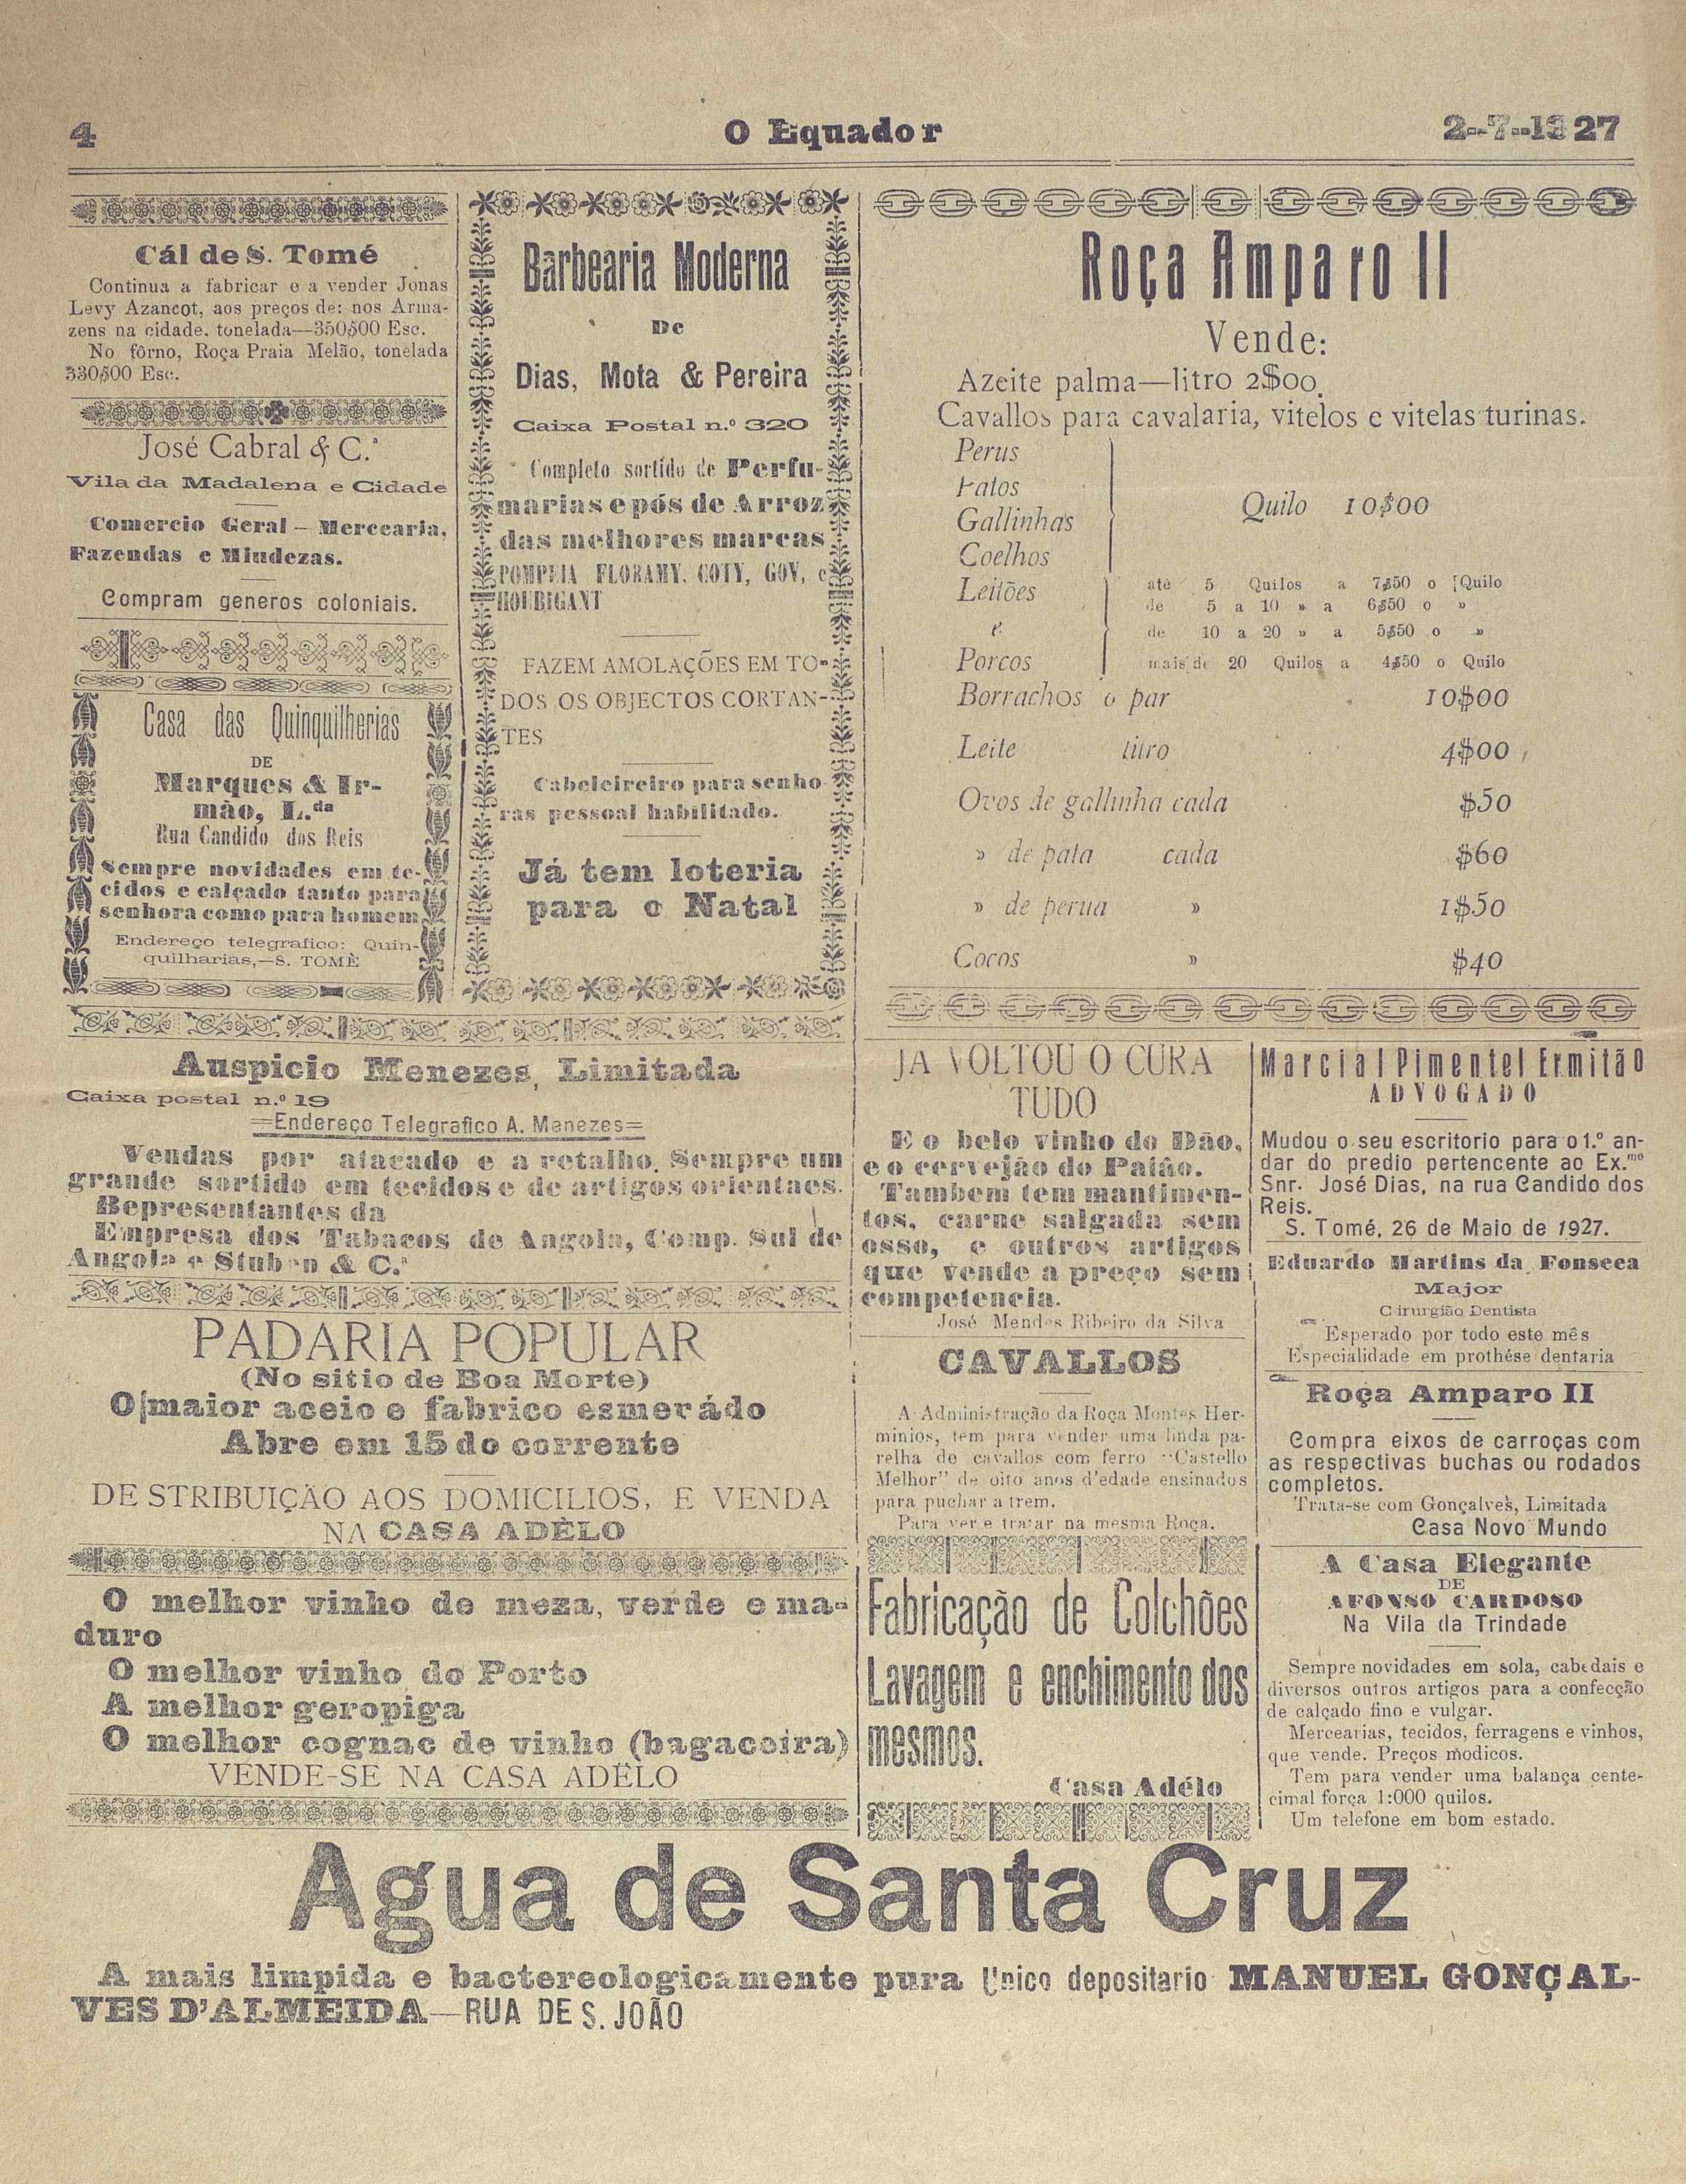 4
O Equador
2--7--1927
Cál de S. Tomé
Continua a fabricar e a vender Jonas
Levy Azancot, aos preços de: nos Arma-
zens na cidade. tonelada—350$00 Esc.
No fôrno, Roça Praia Melão, tonelada
330$00 Esc.
José Cabral & C.ª
Vila da Madalena e Cidade
Comercio Geral — Mercearia,
Fazendas e Miudezas.
Compram generos coloniais.
Casa das Quinquilherias
DE
Marques & Ir-
mão, L.da
Rua Candido dos Reis
Sempre novidades em te-
cidos e calçado tanto para
senhora como para homem
Endereço telegrafico: Quin-
quilharias,—S. TOMÈ
Barbearia Moderna
De
Dias, Mota & Pereira
Caixa Postal n.º 320
Completo sortido de Perfu-
marias e pós de Arroz
das melhores marcas
POMPEIA FLORAMY, COTY, GOV, e
HOUBIGANT
FAZEM AMOLAÇÕES EM TO-
DOS OS OBJECTOS CORTAN-
TES
Cabeleireiro para senho-
ras pessoal habilitado.
Já tem loteria
para o Natal
Roça Amparo II
Vende:
Azeite palma—litro 2$00.
Cavallos para cavalaria, vitelos e vitelas turinas.
Perus
Patos
Gallinhas
Coelhos
Quilo 10$00
Leitões
e
Porcos
até 5 Quilos a 7$50 o Quilo
de 5 a 10 » a 6$50 o »
de 10 a 20 » a 5$50 o »
mais de 20 Quilos a 4$50 o Quilo
Borrachos o par 10$00
Leite litro 4$00
Ovos de gallinha cada $50
» de pata cada $60
» de perua » 1$50
Cocos » $40
Auspicio Menezes, Limitada
Caixa postal n.º 19
=Endereço Telegrafico A. Menezes=
Vendas por atacado e a retalho. Sempre um
grande sortido em tecidos e de artigos orientaes.
Representantes da
Empresa dos Tabacos de Angola, Comp. Sul de
Angola e Stuben & C.ª
PADARIA POPULAR
(No sitio de Boa Morte)
O maior aceio e fabrico esmerádo
Abre em 15 do corrente
DESTRIBUIÇÃO AOS DOMICILIOS, E VENDA
NA CASA ADÈLO
O melhor vinho de meza, verde e ma-
duro
O melhor vinho do Porto
A melhor geropiga
O melhor cognac de vinho (bagaceira)
VENDE-SE NA CASA ADÉLO
JA VOLTOU O CURA
TUDO
E o belo vinho do Dão,
e o cervejão do Paião.
Tambem tem mantimen-
tos, carne salgada sem
osso, e outros artigos
que vende a preço sem
competencia.
José Mendes Ribeiro da Silva
CAVALLOS
A Administração da Roça Montes Her-
minios, tem para vender uma linda pa-
relha de cavallos com ferro "Castello
Melhor" de oito anos d'edade ensinados
para puchar a trem.
Para ver e tratar na mesma Roça.
Fabricação de Colchões
Lavagem e enchimento dos
mesmos.
Casa Adélo
Marcial Pimentel Ermitão
ADVOGADO
Mudou o seu escritorio para o 1.º an-
dar do predio pertencente ao Ex.mo
Snr. José Dias, na rua Candido dos
Reis.
S. Tomé, 26 de Maio de 1927.
Eduardo Martins da Fonseca
Major
Cirurgião Dentista
Esperado por todo este mês
Especialidade em prothése dentaria
Roça Amparo II
Compra eixos de carroças com
as respectivas buchas ou rodados
completos.
Trata-se com Gonçalves, Limitada
Casa Novo Mundo
A Casa Elegante
DE
AFONSO CARDOSO
Na Vila da Trindade
Sempre novidades em sola, cabedais e
diversos outros artigos para a confecção
de calçado fino e vulgar.
Mercearias, tecidos, ferragens e vinhos,
que vende. Preços modicos.
Tem para vender uma balança cente-
cimal força 1:000 quilos.
Um telefone em bom estado.
Agua de Santa Cruz
A mais limpida e bactereologicamente pura Unico depositario MANUEL GONÇAL-
VES D'ALMEIDA—RUA DE S. JOÃO